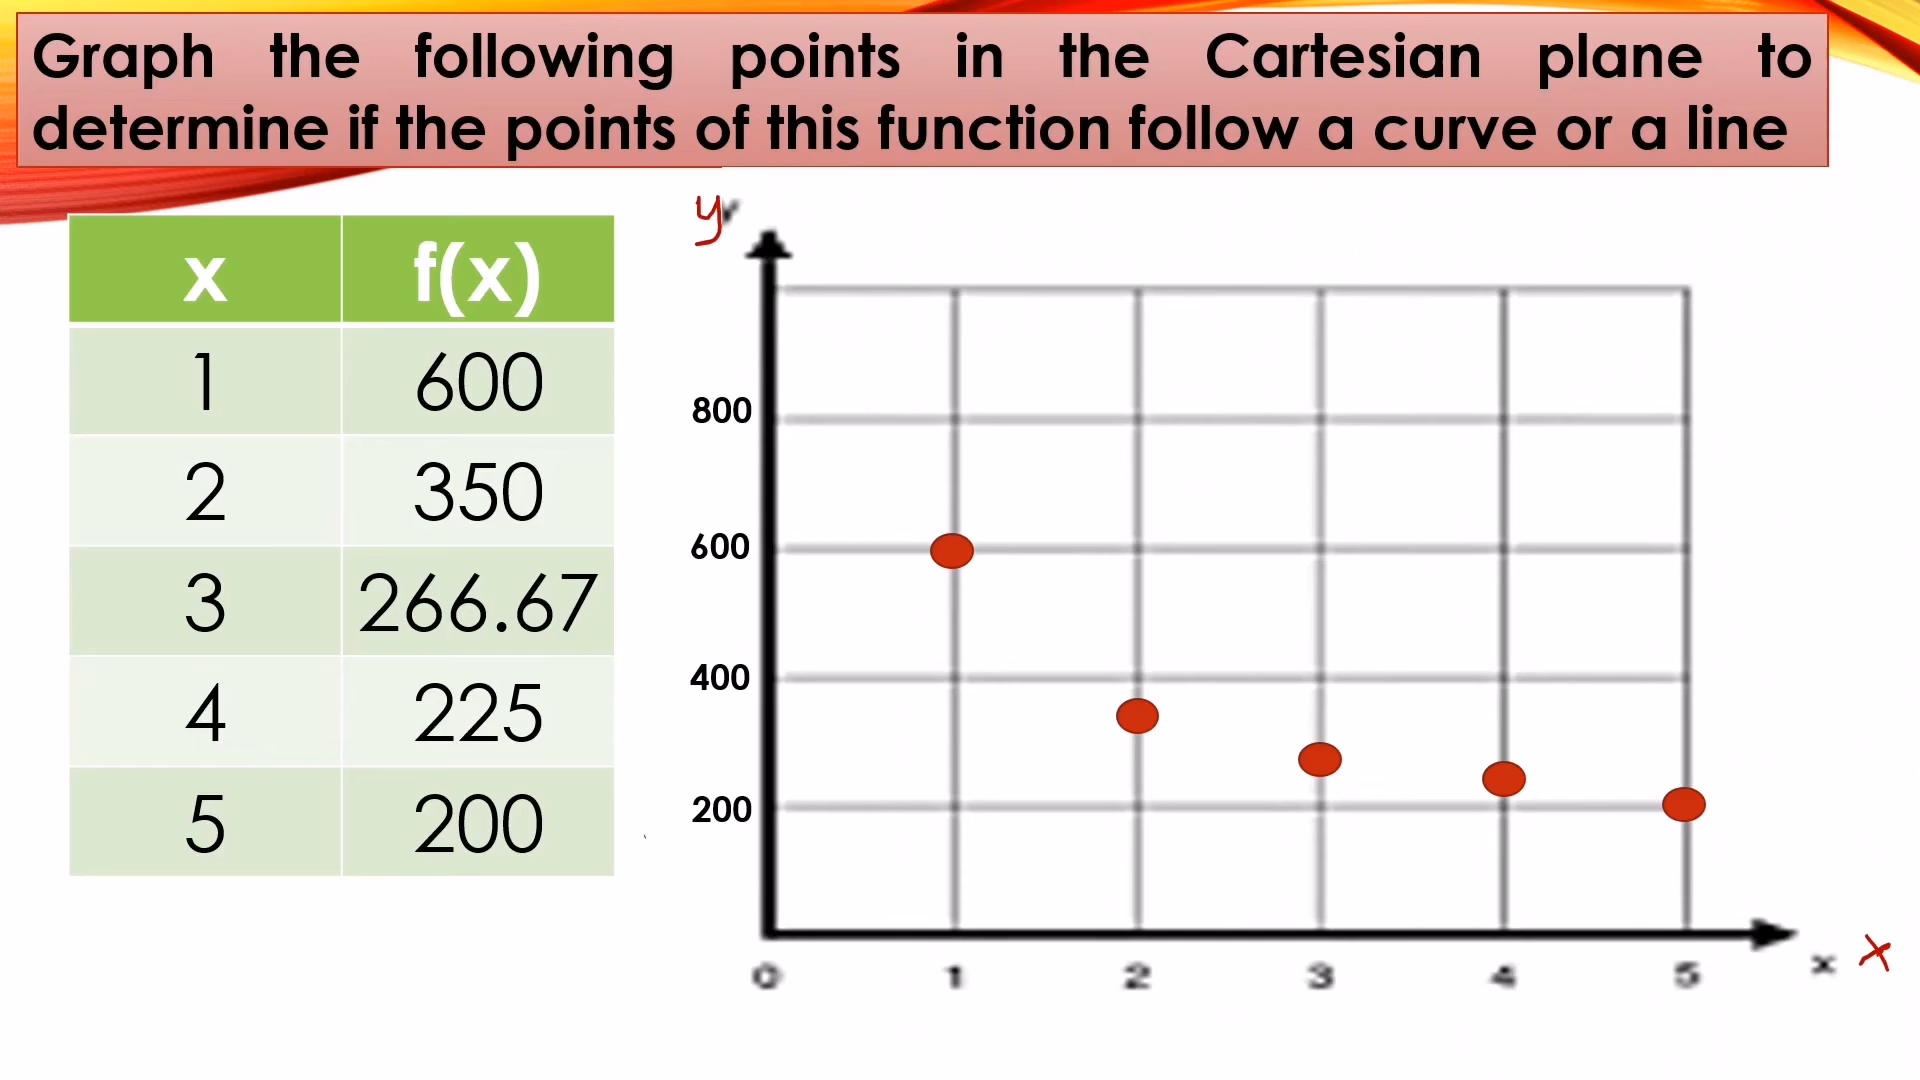 Graph the following points in the Cartesian plane to
determine if the points of this function follow a curve or a line
x f(x)
1 600
2 350
3 266.67
4 225
5 200
y
800
600
400
200
0 1 2 3 4 5 x x